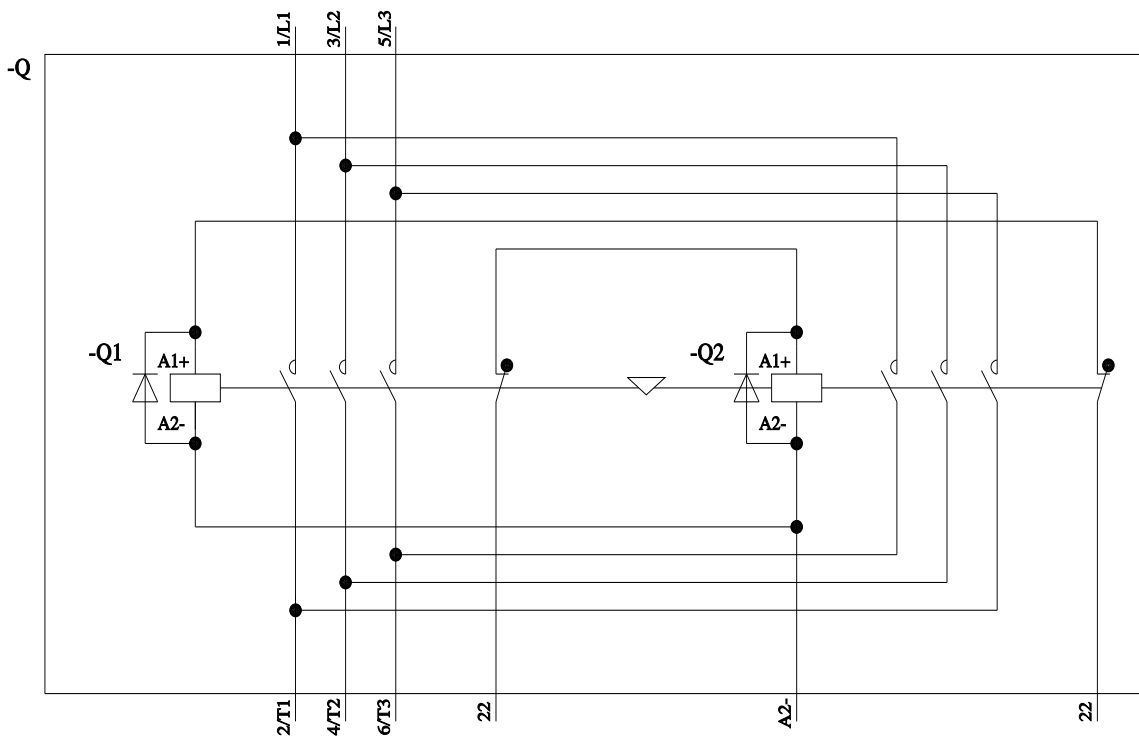 1/L1
3/L2
5/L3
-Q
-Q1
A1+
A2-
-Q2
A1+
A2-
2/T1
4/T2
6/T3
22
A2-
22